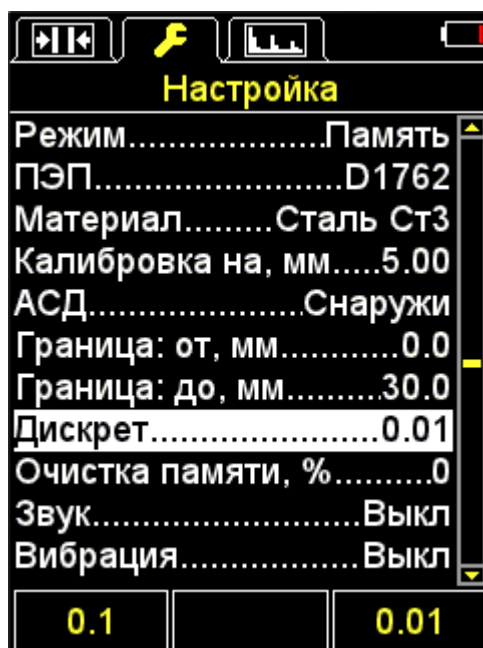 Настройка
Режим....................Память
ПЭП.......................D1762
Материал.........Сталь Ст3
Калибровка на, мм.....5.00
АСД......................Снаружи
Граница: от, мм............0.0
Граница: до, мм..........30.0
Дискрет.......................0.01
Очистка памяти, %..........0
Звук...........................Выкл
Вибрация..................Выкл
0.1 0.01